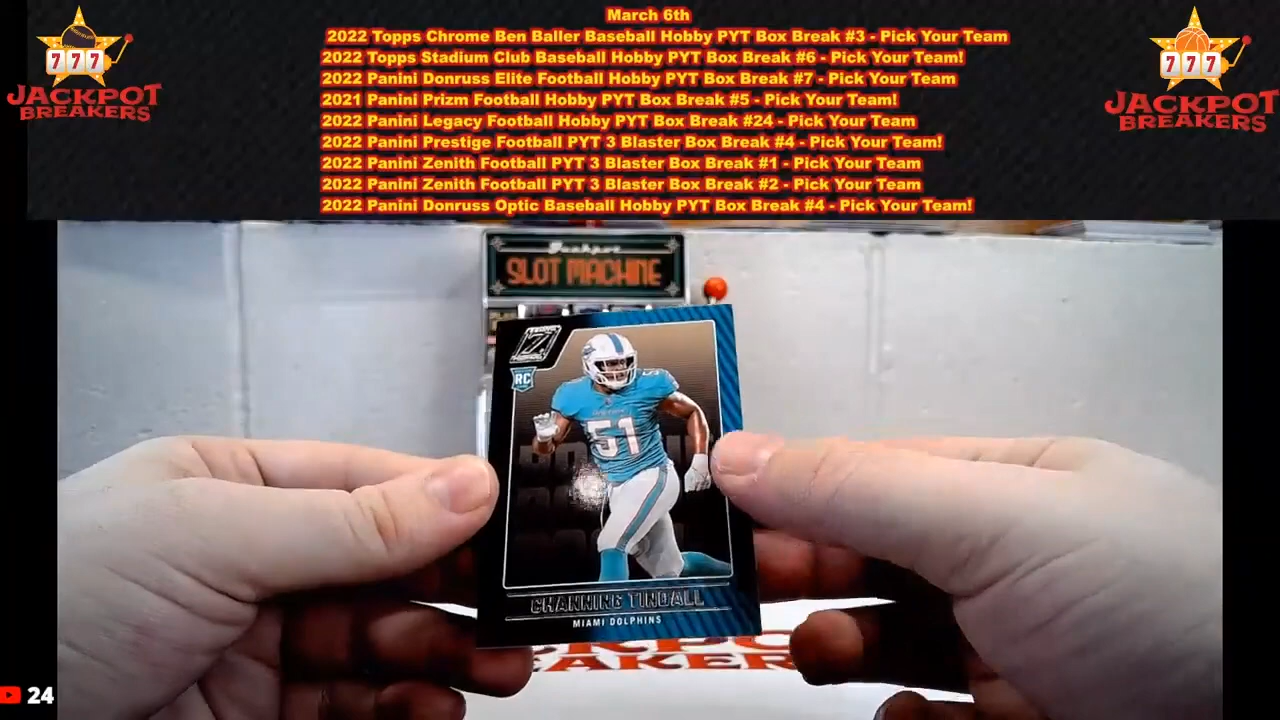 March 6th
2022 Topps Chrome Ben Baller Baseball Hobby PYT Box Break #3 - Pick Your Team
2022 Topps Stadium Club Baseball Hobby PYT Box Break #6 - Pick Your Team!
2022 Panini Donruss Elite Football Hobby PYT Box Break #7 - Pick Your Team
2021 Panini Prizm Football Hobby PYT Box Break #5 - Pick Your Team!
2022 Panini Legacy Football Hobby PYT Box Break #24 - Pick Your Team
2022 Panini Prestige Football PYT 3 Blaster Box Break #4 - Pick Your Team!
2022 Panini Zenith Football PYT 3 Blaster Box Break #1 - Pick Your Team
2022 Panini Zenith Football PYT 3 Blaster Box Break #2 - Pick Your Team
2022 Panini Donruss Optic Baseball Hobby PYT Box Break #4 - Pick Your Team!
777
JACKPOT
BREAKERS
777
JACKPOT
BREAKERS
Jackpot
SLOT MACHINE
Z
RC
51
51
CHANNING TINDALL
MIAMI DOLPHINS
24